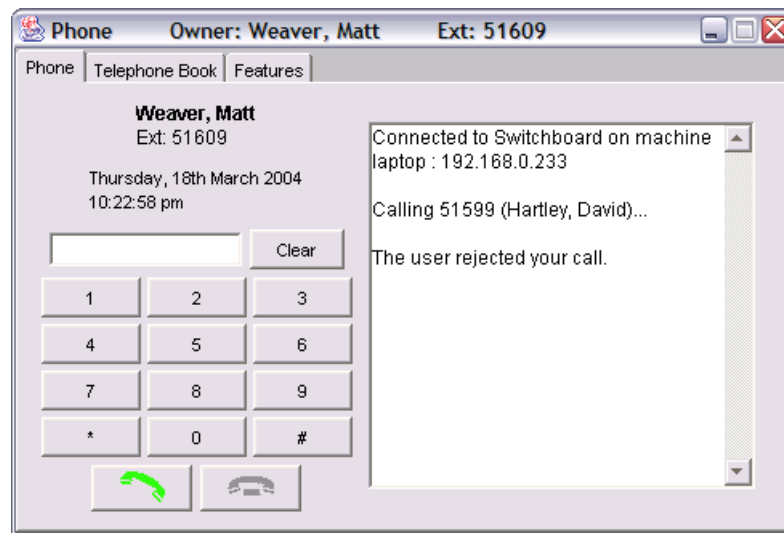 Phone Owner: Weaver, Matt Ext: 51609
Phone Telephone Book Features
Weaver, Matt
Ext: 51609
Thursday, 18th March 2004
10:22:58 pm
Clear
1 2 3
4 5 6
7 8 9
* 0 #
Connected to Switchboard on machine
laptop : 192.168.0.233
Calling 51599 (Hartley, David)...
The user rejected your call.